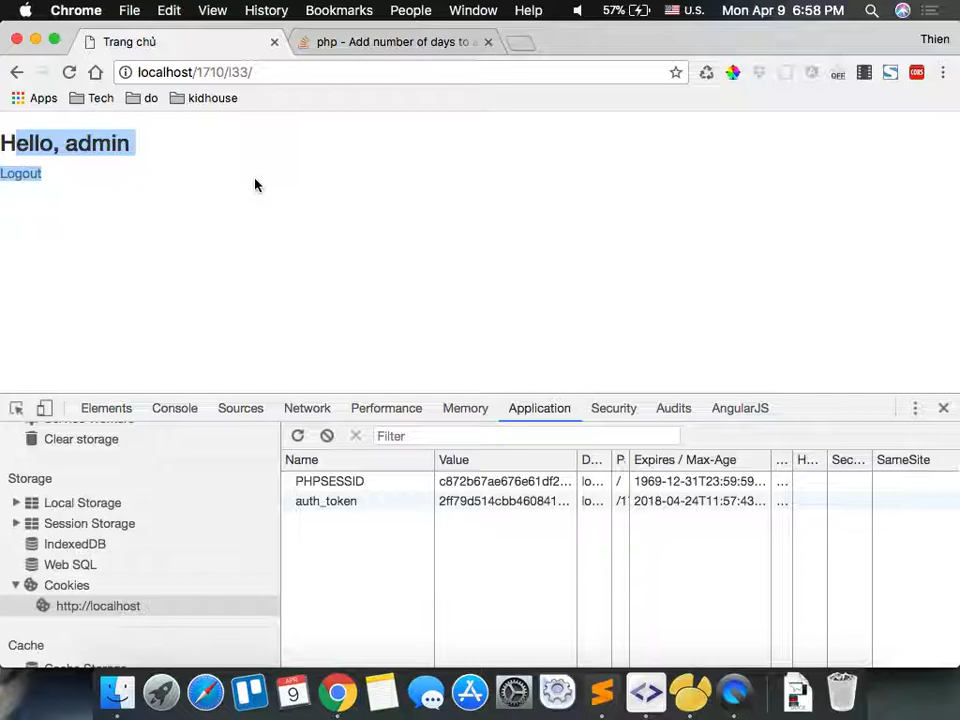 Chrome File Edit View History Bookmarks People Window Help 57% U.S. Mon Apr 9 6:58 PM
Trang chủ
php - Add number of days to a
Thien
localhost/1710/l33/
OFF
CORS
Apps Tech do kidhouse
Hello, admin
Logout
Elements Console Sources Network Performance Memory Application Security Audits AngularJS
Clear storage
Filter
Storage
Name Value D... P Expires / Max-Age ... H... Sec... SameSite
PHPSESSID c872b67ae676e61df2... lo... / 1969-12-31T23:59:59... ...
Local Storage
auth_token 2ff79d514cbb460841... lo... /1 2018-04-24T11:57:43... ...
Session Storage
IndexedDB
Web SQL
Cookies
http://localhost
Cache
APR
9